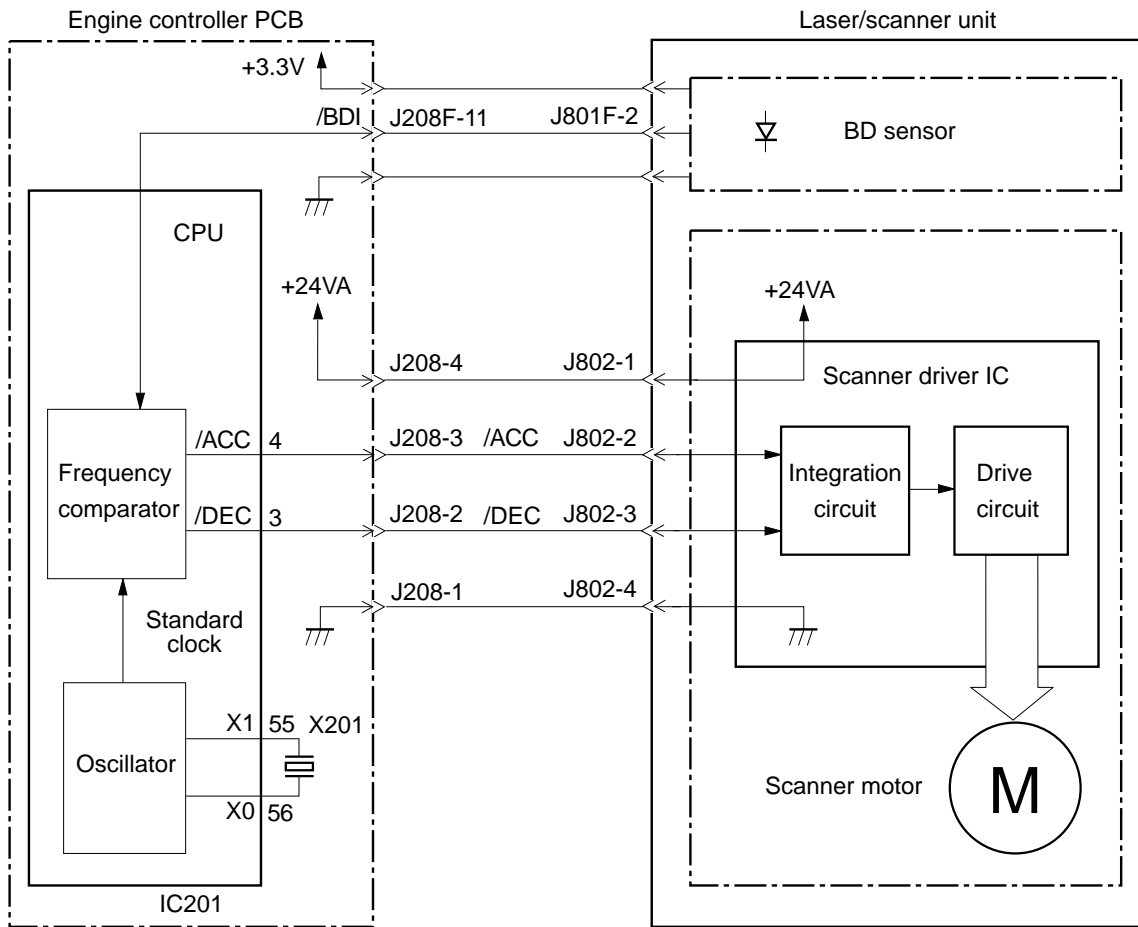 Engine controller PCB
Laser/scanner unit
+3.3V
/BDI
J208F-11
J801F-2
BD sensor
CPU
+24VA
+24VA
J208-4
J802-1
Scanner driver IC
/ACC
4
J208-3
/ACC
J802-2
Frequency
comparator
Integration
circuit
Drive
circuit
/DEC
3
J208-2
/DEC
J802-3
J208-1
J802-4
Standard
clock
X1
55
X201
Oscillator
Scanner motor
M
X0
56
IC201